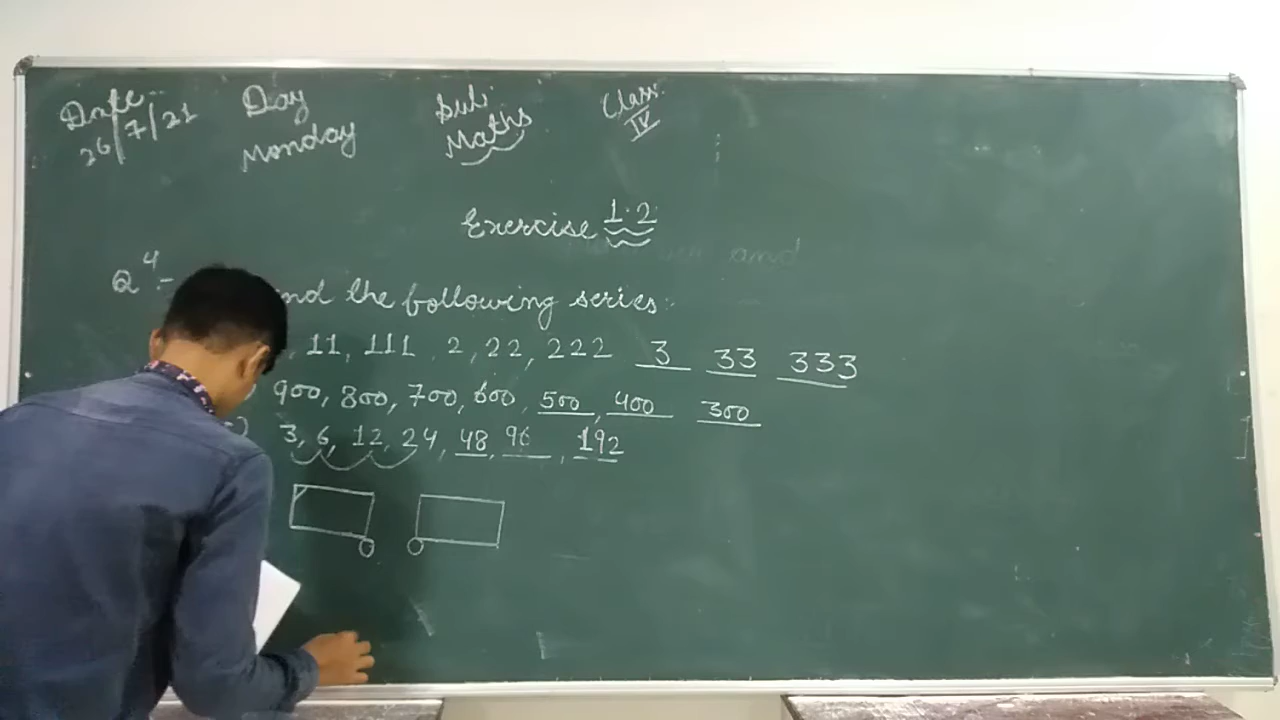 Date Day Sub: Class:
26/7/21 Monday Maths IV
Exercise 1.2
Q4- nd the following series:
, 11, 111 2, 22, 222 3 33 333
) 900, 800, 700, 600, 500, 400 300
) 3, 6, 12, 24, 48, 96, 192